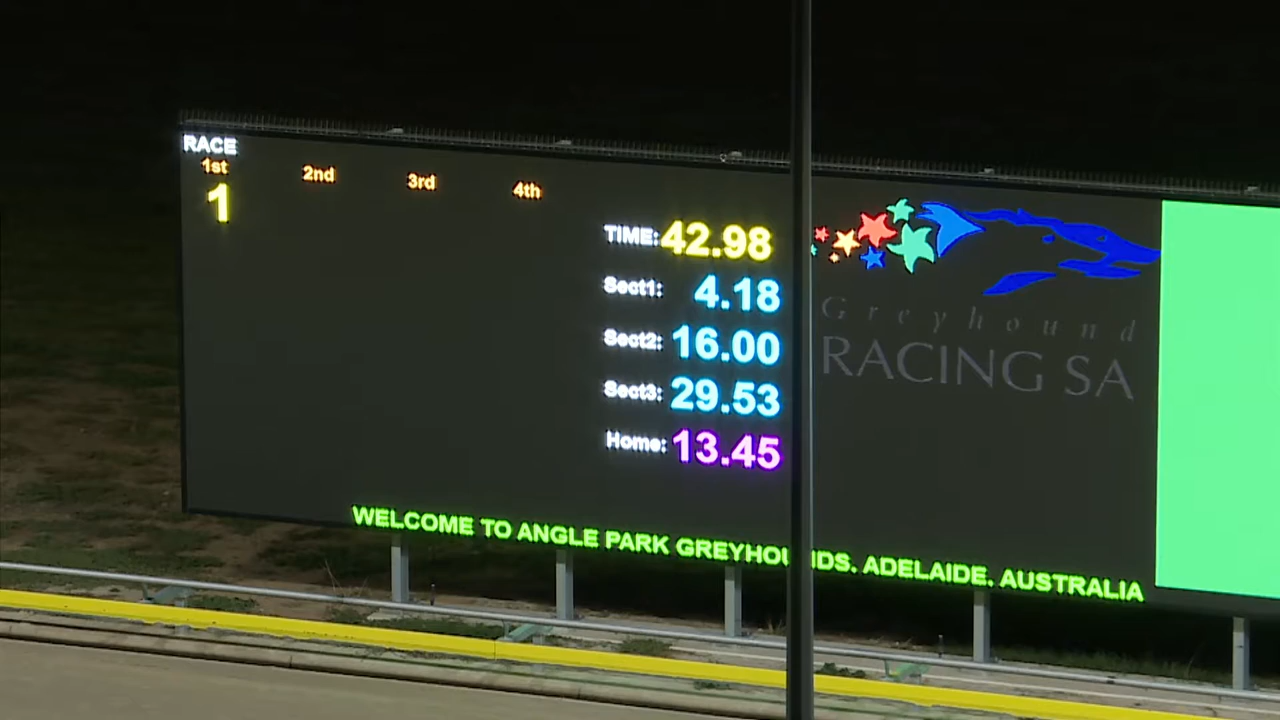 RACE
1st 2nd 3rd 4th
1
TIME: 42.98
Sect1: 4.18
Sect2: 16.00
Sect3: 29.53
Home: 13.45
Greyhound
RACING SA
WELCOME TO ANGLE PARK GREYHOUNDS. ADELAIDE. AUSTRALIA